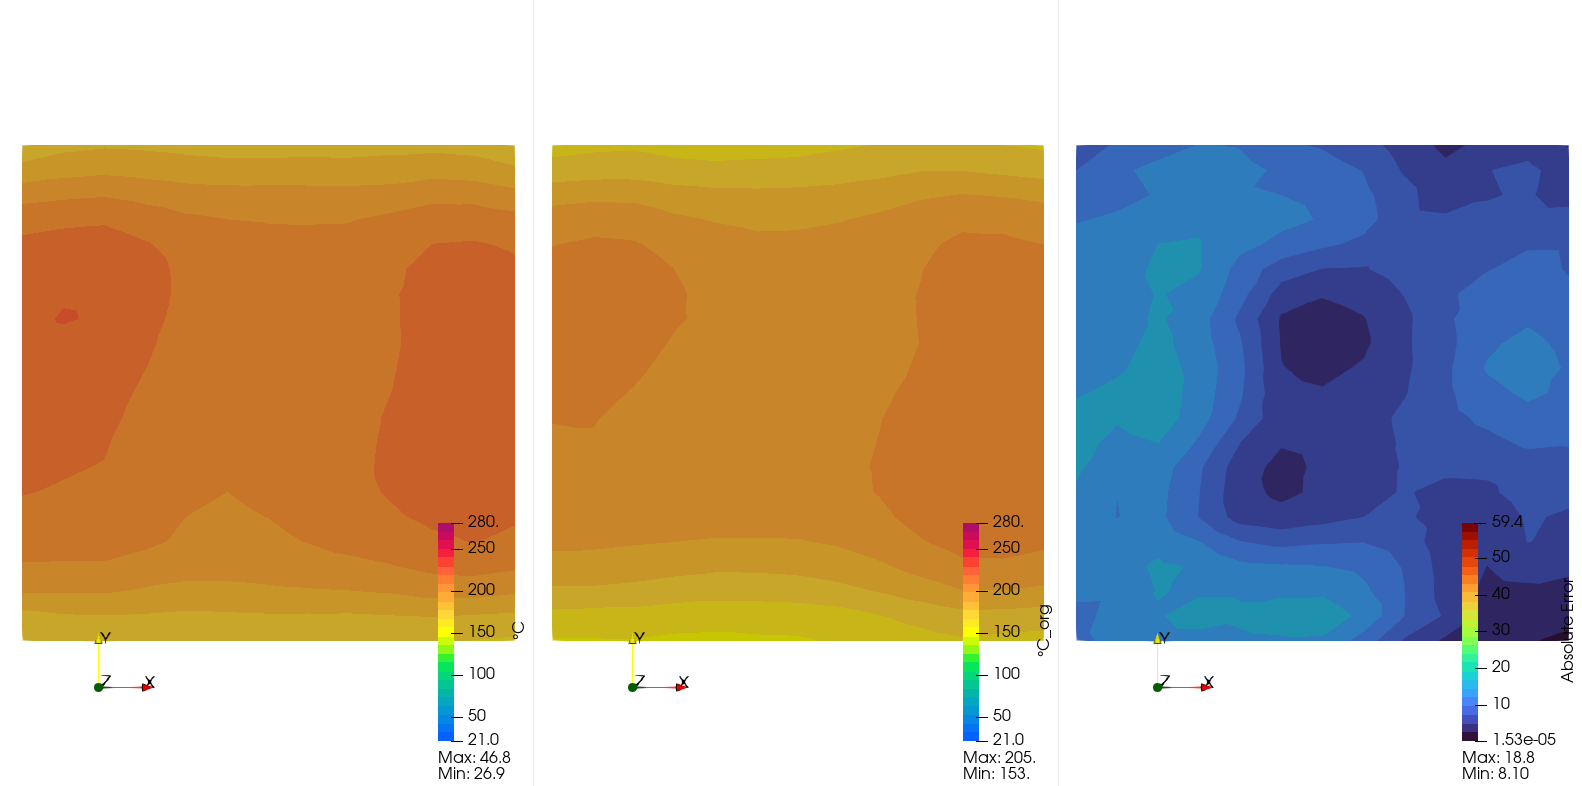 280.
250
200
150
100
50
21.0
°C
Max: 46.8
Min: 26.9
Y
Z
X
280.
250
200
150
100
50
21.0
°C_org
Max: 205.
Min: 153.
Y
Z
X
59.4
50
40
30
20
10
1.53e-05
Absolute Error
Max: 18.8
Min: 8.10
Y
Z
X